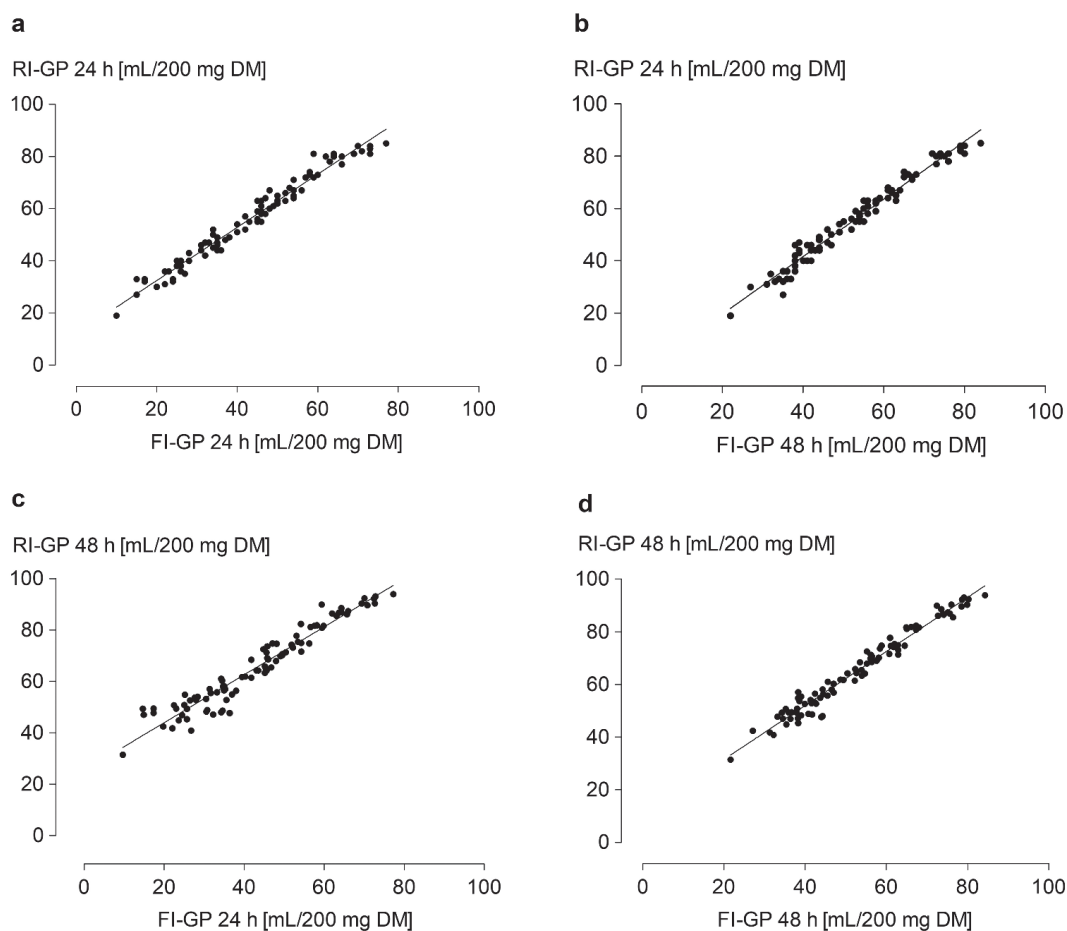 a
RI-GP 24 h [mL/200 mg DM]
100
80
60
40
20
0
0 20 40 60 80 100
FI-GP 24 h [mL/200 mg DM]
b
RI-GP 24 h [mL/200 mg DM]
100
80
60
40
20
0
0 20 40 60 80 100
FI-GP 48 h [mL/200 mg DM]
c
RI-GP 48 h [mL/200 mg DM]
100
80
60
40
20
0
0 20 40 60 80 100
FI-GP 24 h [mL/200 mg DM]
d
RI-GP 48 h [mL/200 mg DM]
100
80
60
40
20
0
0 20 40 60 80 100
FI-GP 48 h [mL/200 mg DM]